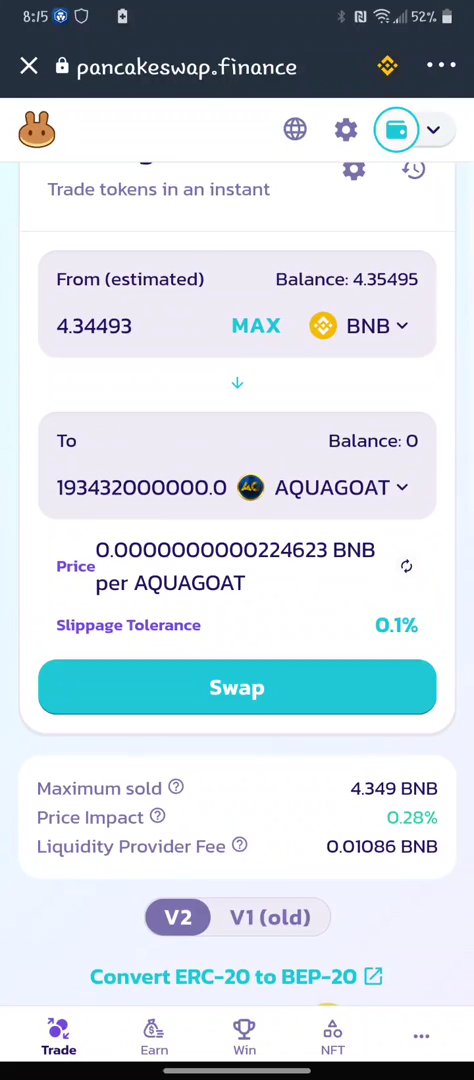 8:15 52%
pancakeswap.finance
Trade tokens in an instant
From (estimated) Balance: 4.35495
4.34493 MAX BNB
To Balance: 0
193432000000.0 AQUAGOAT
Price 0.0000000000224623 BNB
per AQUAGOAT
Slippage Tolerance 0.1%
Swap
Maximum sold 4.349 BNB
Price Impact 0.28%
Liquidity Provider Fee 0.01086 BNB
V2 V1 (old)
Convert ERC-20 to BEP-20
Trade Earn Win NFT